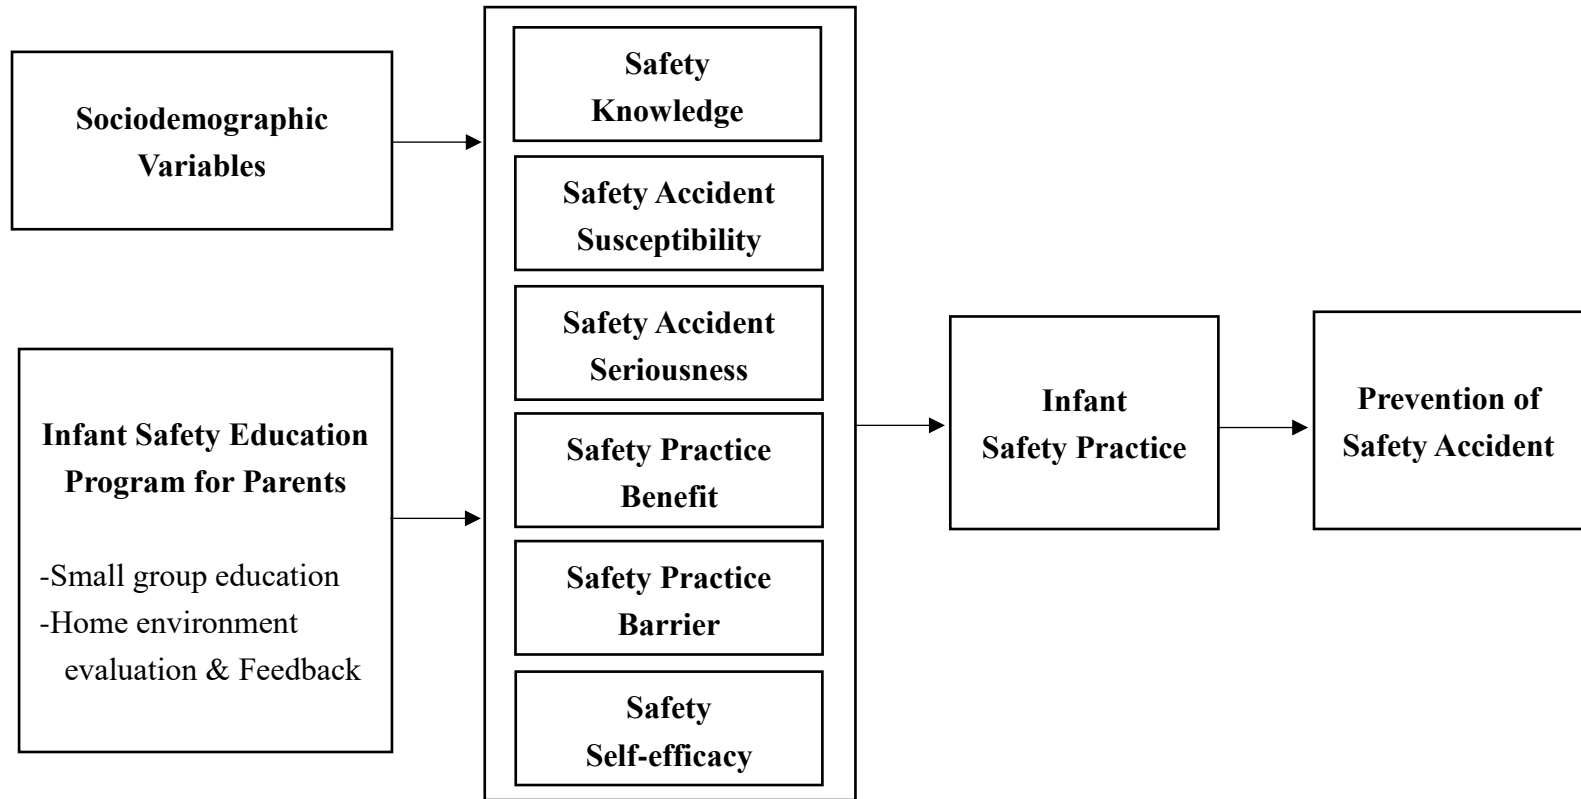 Sociodemographic
Variables
Infant Safety Education
Program for Parents
-Small group education
-Home environment
evaluation & Feedback
Safety
Knowledge
Safety Accident
Susceptibility
Safety Accident
Seriousness
Safety Practice
Benefit
Safety Practice
Barrier
Safety
Self-efficacy
Infant
Safety Practice
Prevention of
Safety Accident